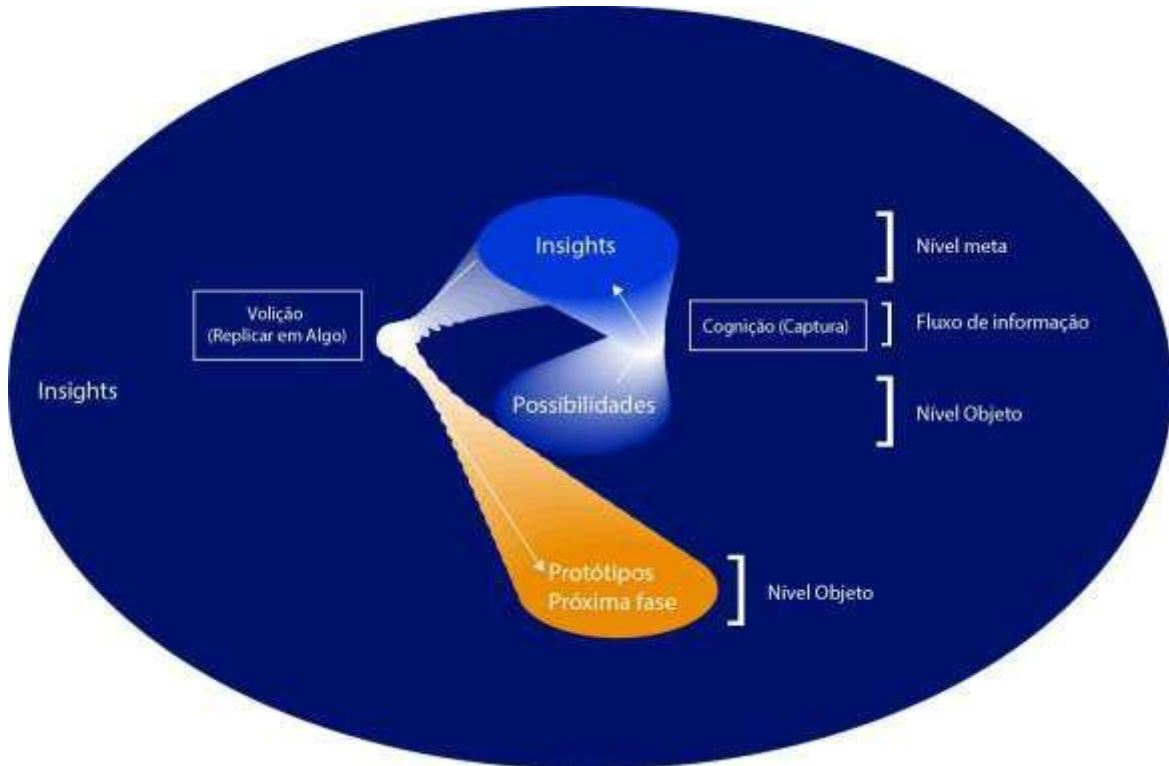 Insights
Nível meta
Volição
(Replicar em Algo)
Cognição (Captura)
Fluxo de informação
Insights
Possibilidades
Nível Objeto
Protótipos
Próxima fase
Nível Objeto